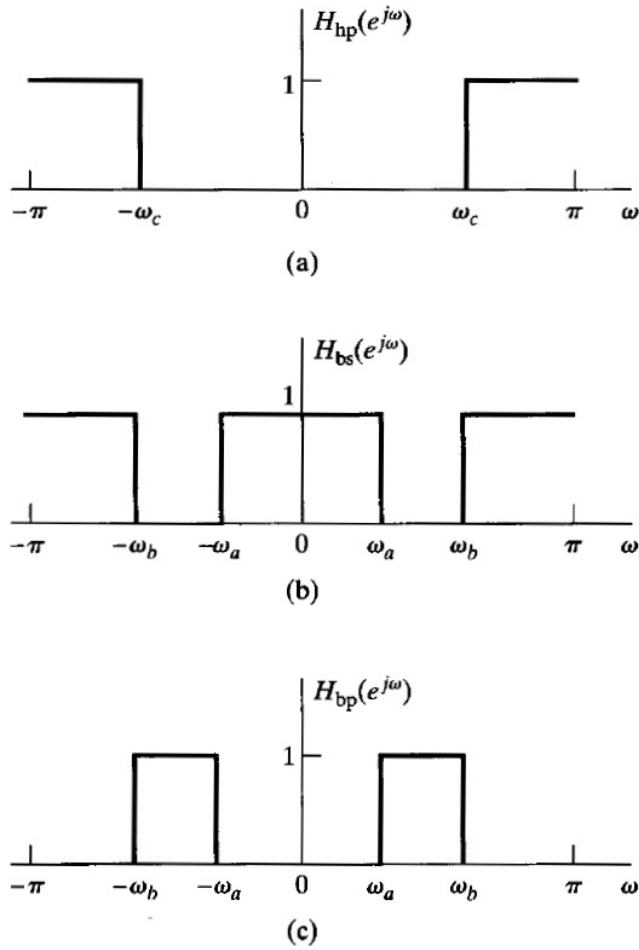 H_hp(e^{jω})
1
−π −ω_c 0 ω_c π ω
(a)
H_bs(e^{jω})
1
−π −ω_b −ω_a 0 ω_a ω_b π ω
(b)
H_bp(e^{jω})
1
−π −ω_b −ω_a 0 ω_a ω_b π ω
(c)